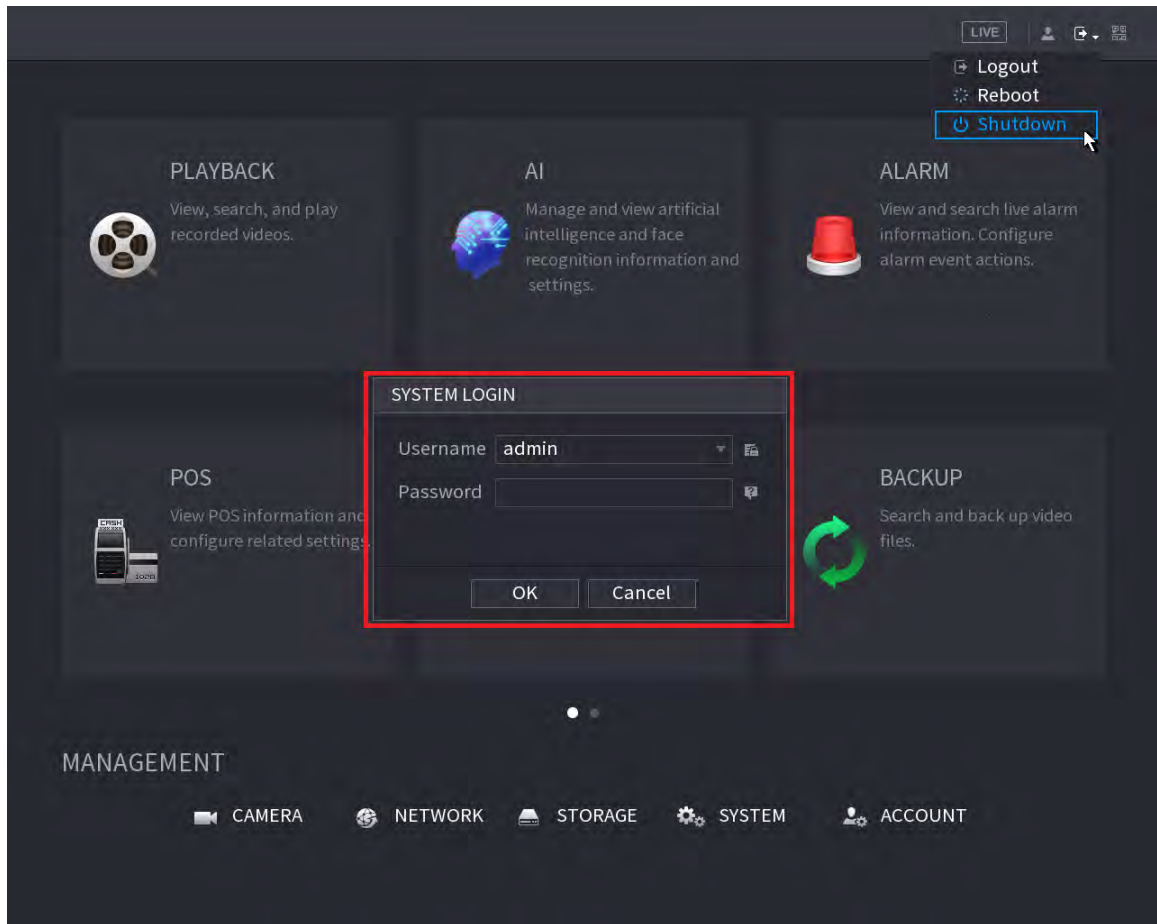 LIVE
Logout
Reboot
Shutdown
PLAYBACK
View, search, and play
recorded videos.
AI
Manage and view artificial
intelligence and face
recognition information and
settings.
ALARM
View and search live alarm
information. Configure
alarm event actions.
SYSTEM LOGIN
Username admin
Password
OK Cancel
POS
View POS information and
configure related settings.
CASH
BACKUP
Search and back up video
files.
MANAGEMENT
CAMERA NETWORK STORAGE SYSTEM ACCOUNT